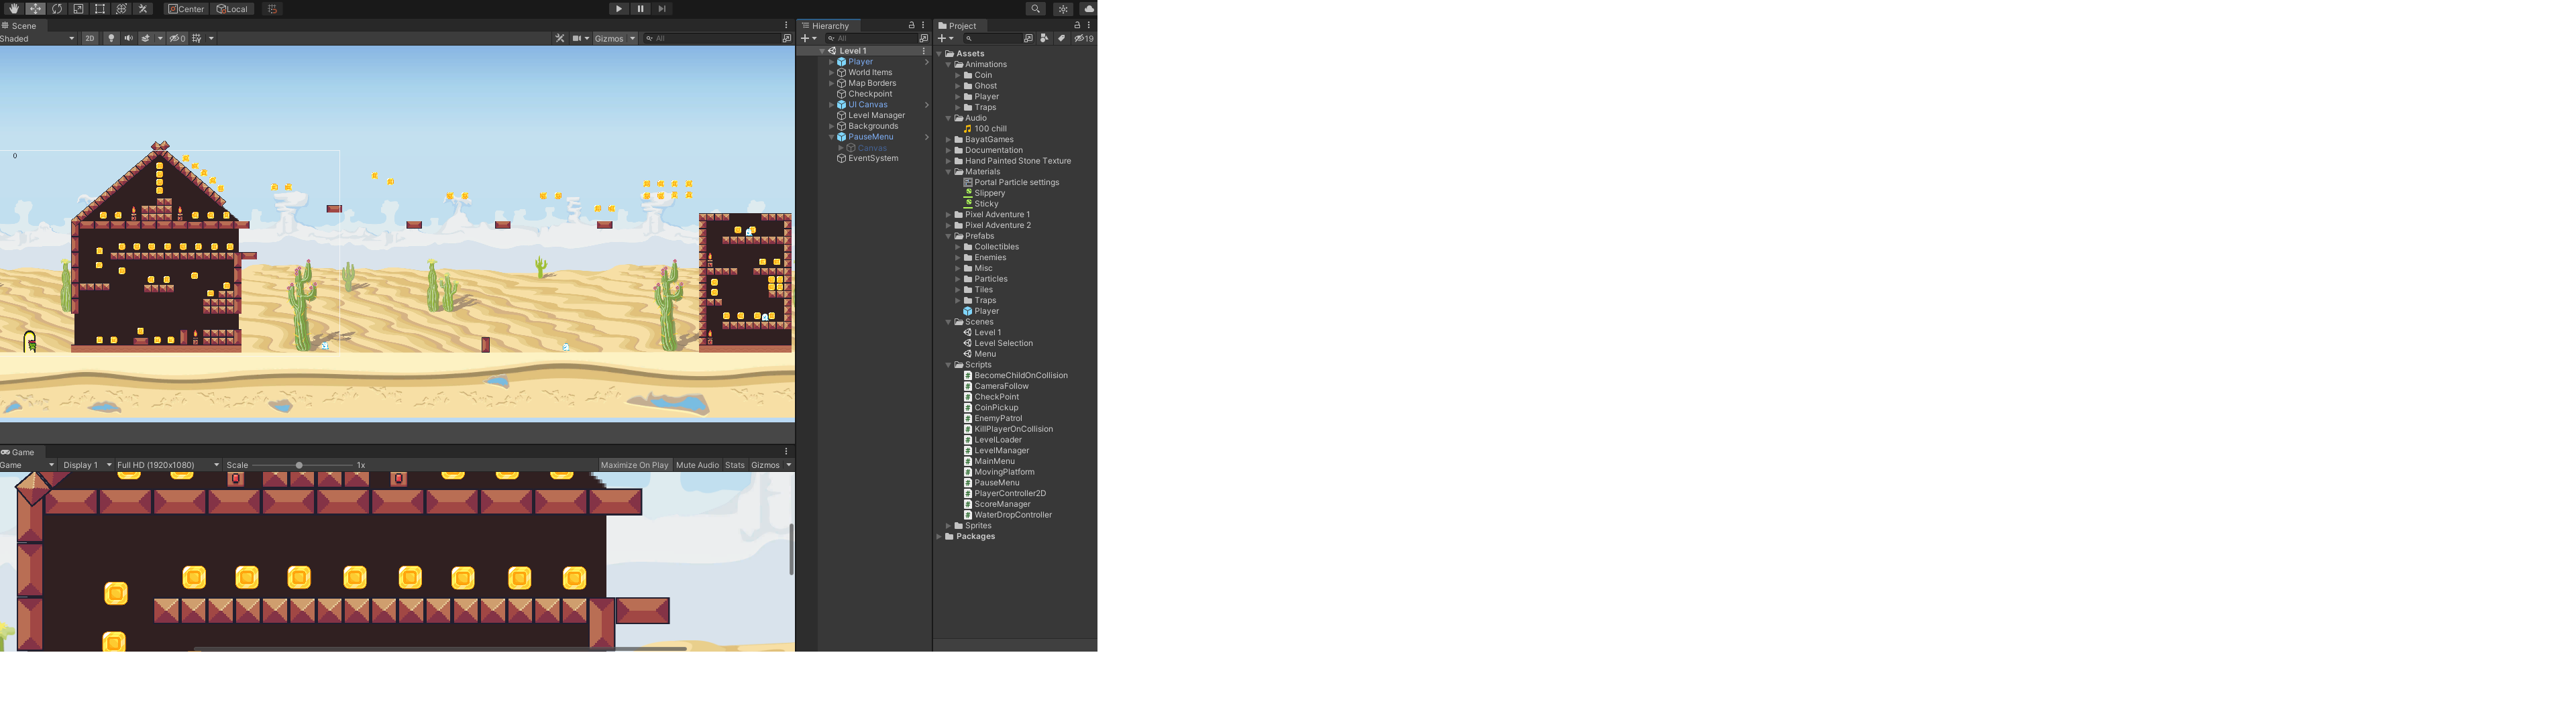 Center Local
Scene
Shaded 2D 0 Gizmos All
0
Game
Game Display 1 Full HD (1920x1080) Scale 1x Maximize On Play Mute Audio Stats Gizmos
Hierarchy
All
Level 1
Player
World Items
Map Borders
Checkpoint
UI Canvas
Level Manager
Backgrounds
PauseMenu
Canvas
EventSystem
Project
19
Assets
Animations
Coin
Ghost
Player
Traps
Audio
100 chill
BayatGames
Documentation
Hand Painted Stone Texture
Materials
Portal Particle settings
Slippery
Sticky
Pixel Adventure 1
Pixel Adventure 2
Prefabs
Collectibles
Enemies
Misc
Particles
Tiles
Traps
Player
Scenes
Level 1
Level Selection
Menu
Scripts
BecomeChildOnCollision
CameraFollow
CheckPoint
CoinPickup
EnemyPatrol
KillPlayerOnCollision
LevelLoader
LevelManager
MainMenu
MovingPlatform
PauseMenu
PlayerController2D
ScoreManager
WaterDropController
Sprites
Packages